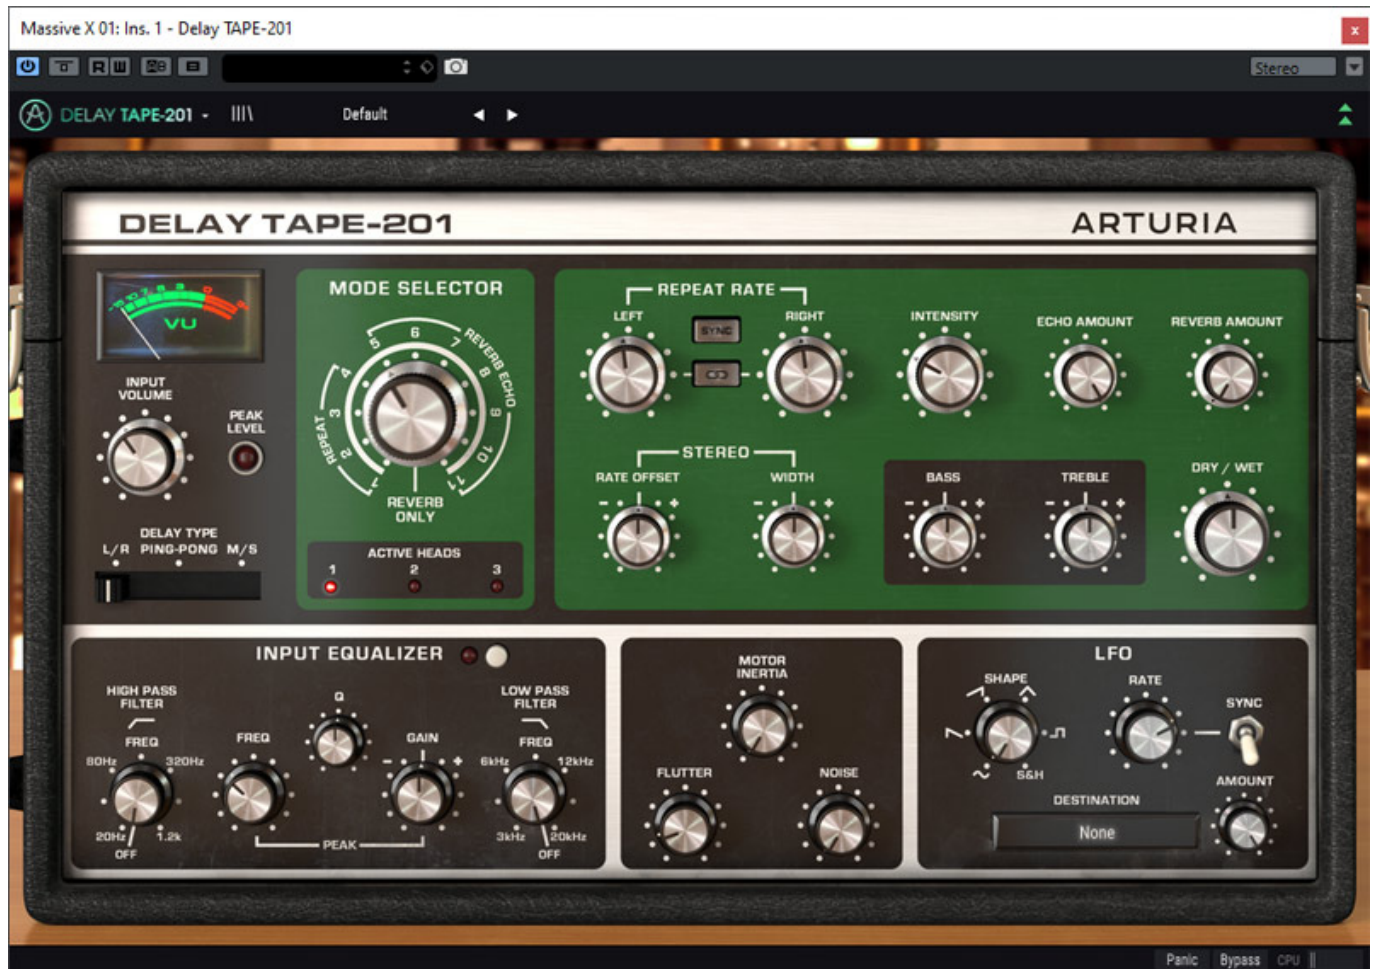 Massive X 01: Ins. 1 - Delay TAPE-201
x
R W
Stereo
DELAY TAPE-201
Default
DELAY TAPE-201
ARTURIA
VU
INPUT
VOLUME
PEAK
LEVEL
DELAY TYPE
L/R PING-PONG M/S
MODE SELECTOR
REPEAT
REVERB ECHO
1
2
3
4
5
6
7
8
9
10
11
REVERB
ONLY
ACTIVE HEADS
1 2 3
REPEAT RATE
LEFT
SYNC
RIGHT
INTENSITY
ECHO AMOUNT
REVERB AMOUNT
STEREO
RATE OFFSET
- +
WIDTH
- +
BASS
- +
TREBLE
- +
DRY / WET
INPUT EQUALIZER
HIGH PASS
FILTER
FREQ
80Hz 320Hz
20Hz 1.2k
OFF
FREQ
Q
GAIN
- +
PEAK
LOW PASS
FILTER
FREQ
6kHz 12kHz
3kHz 20kHz
OFF
MOTOR
INERTIA
FLUTTER
NOISE
LFO
SHAPE
S&H
RATE
SYNC
DESTINATION
None
AMOUNT
Panic Bypass CPU